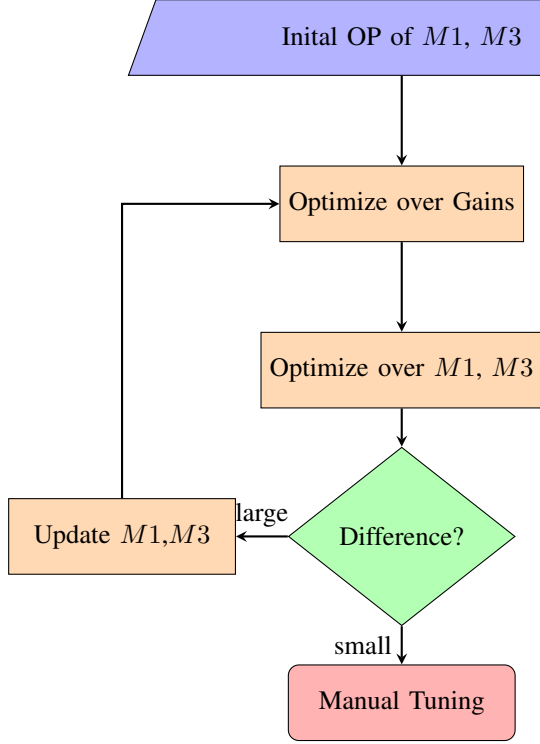 Inital OP of M1, M3
Optimize over Gains
Optimize over M1, M3
Difference?
large
Update M1,M3
small
Manual Tuning